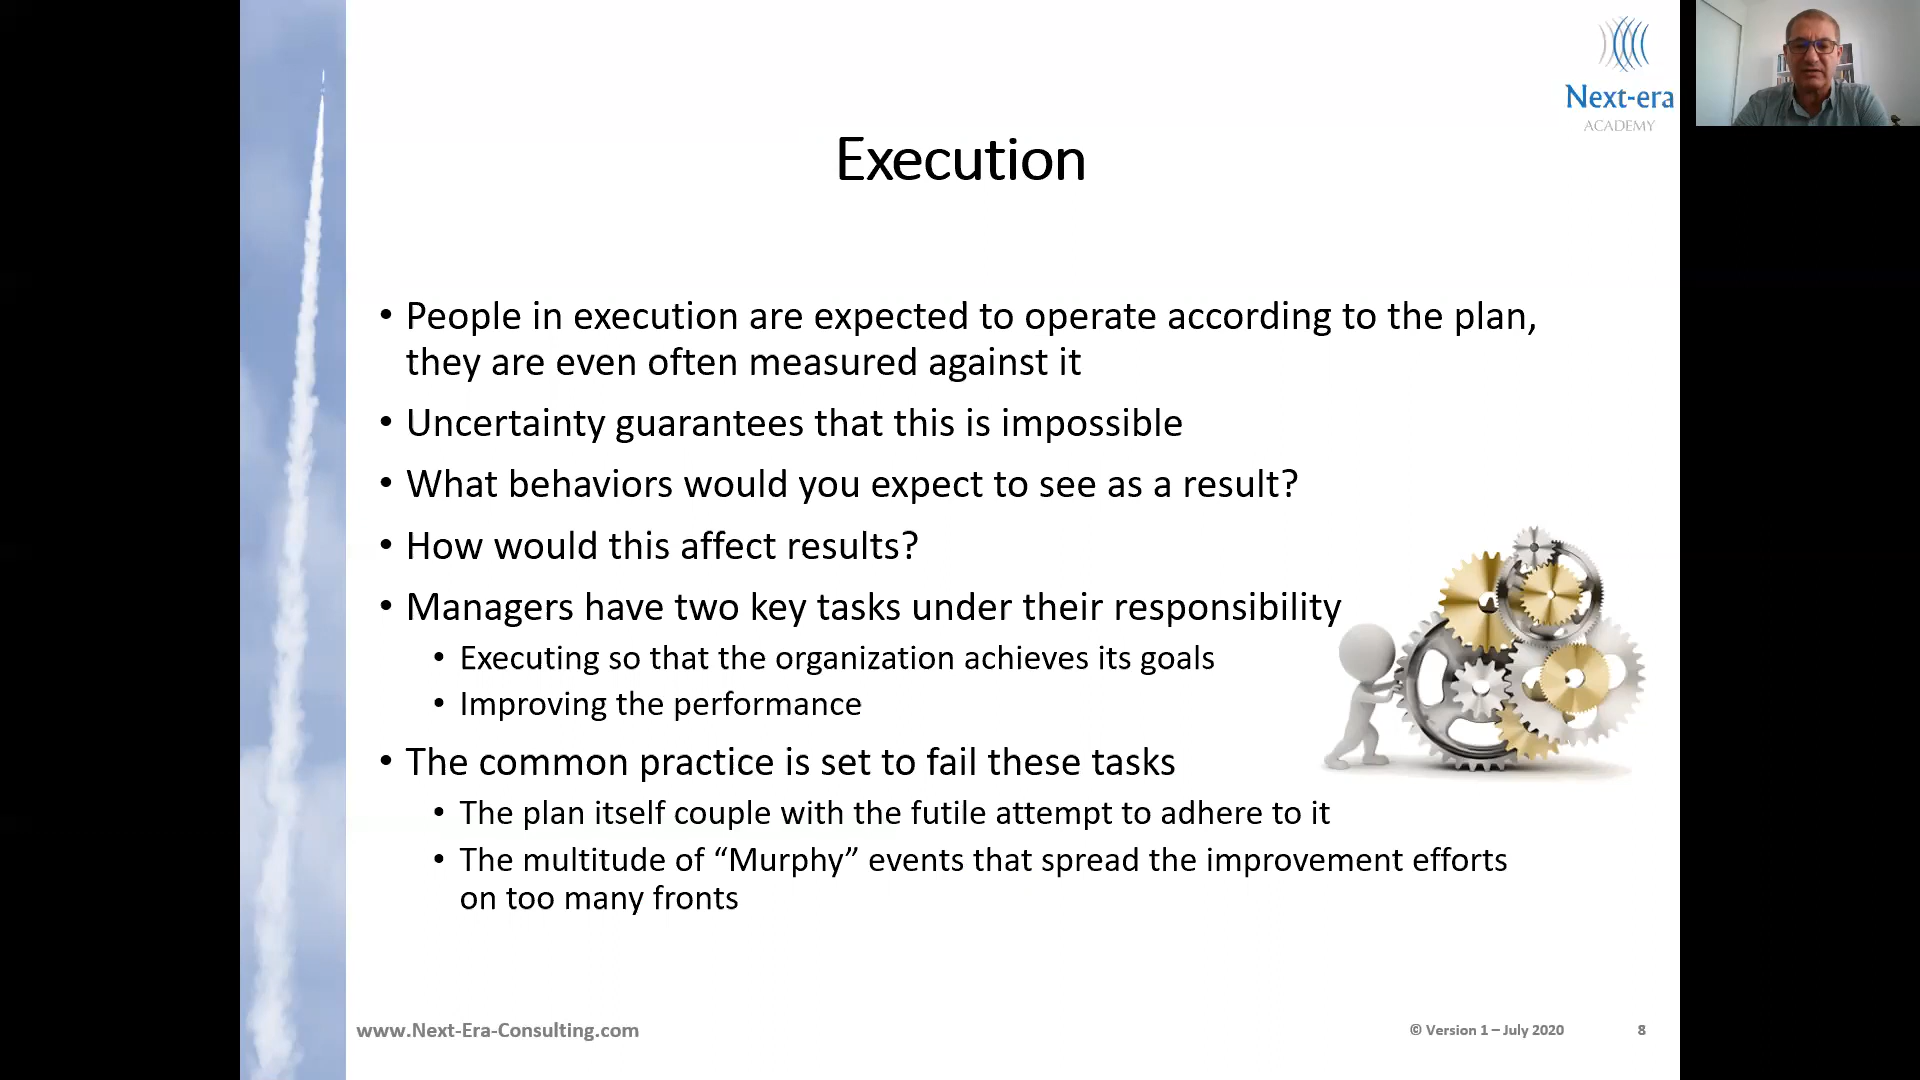 Next-era
ACADEMY
Execution
• People in execution are expected to operate according to the plan,
they are even often measured against it
• Uncertainty guarantees that this is impossible
• What behaviors would you expect to see as a result?
• How would this affect results?
• Managers have two key tasks under their responsibility
• Executing so that the organization achieves its goals
• Improving the performance
• The common practice is set to fail these tasks
• The plan itself couple with the futile attempt to adhere to it
• The multitude of “Murphy” events that spread the improvement efforts
on too many fronts
www.Next-Era-Consulting.com
© Version 1 – July 2020
8